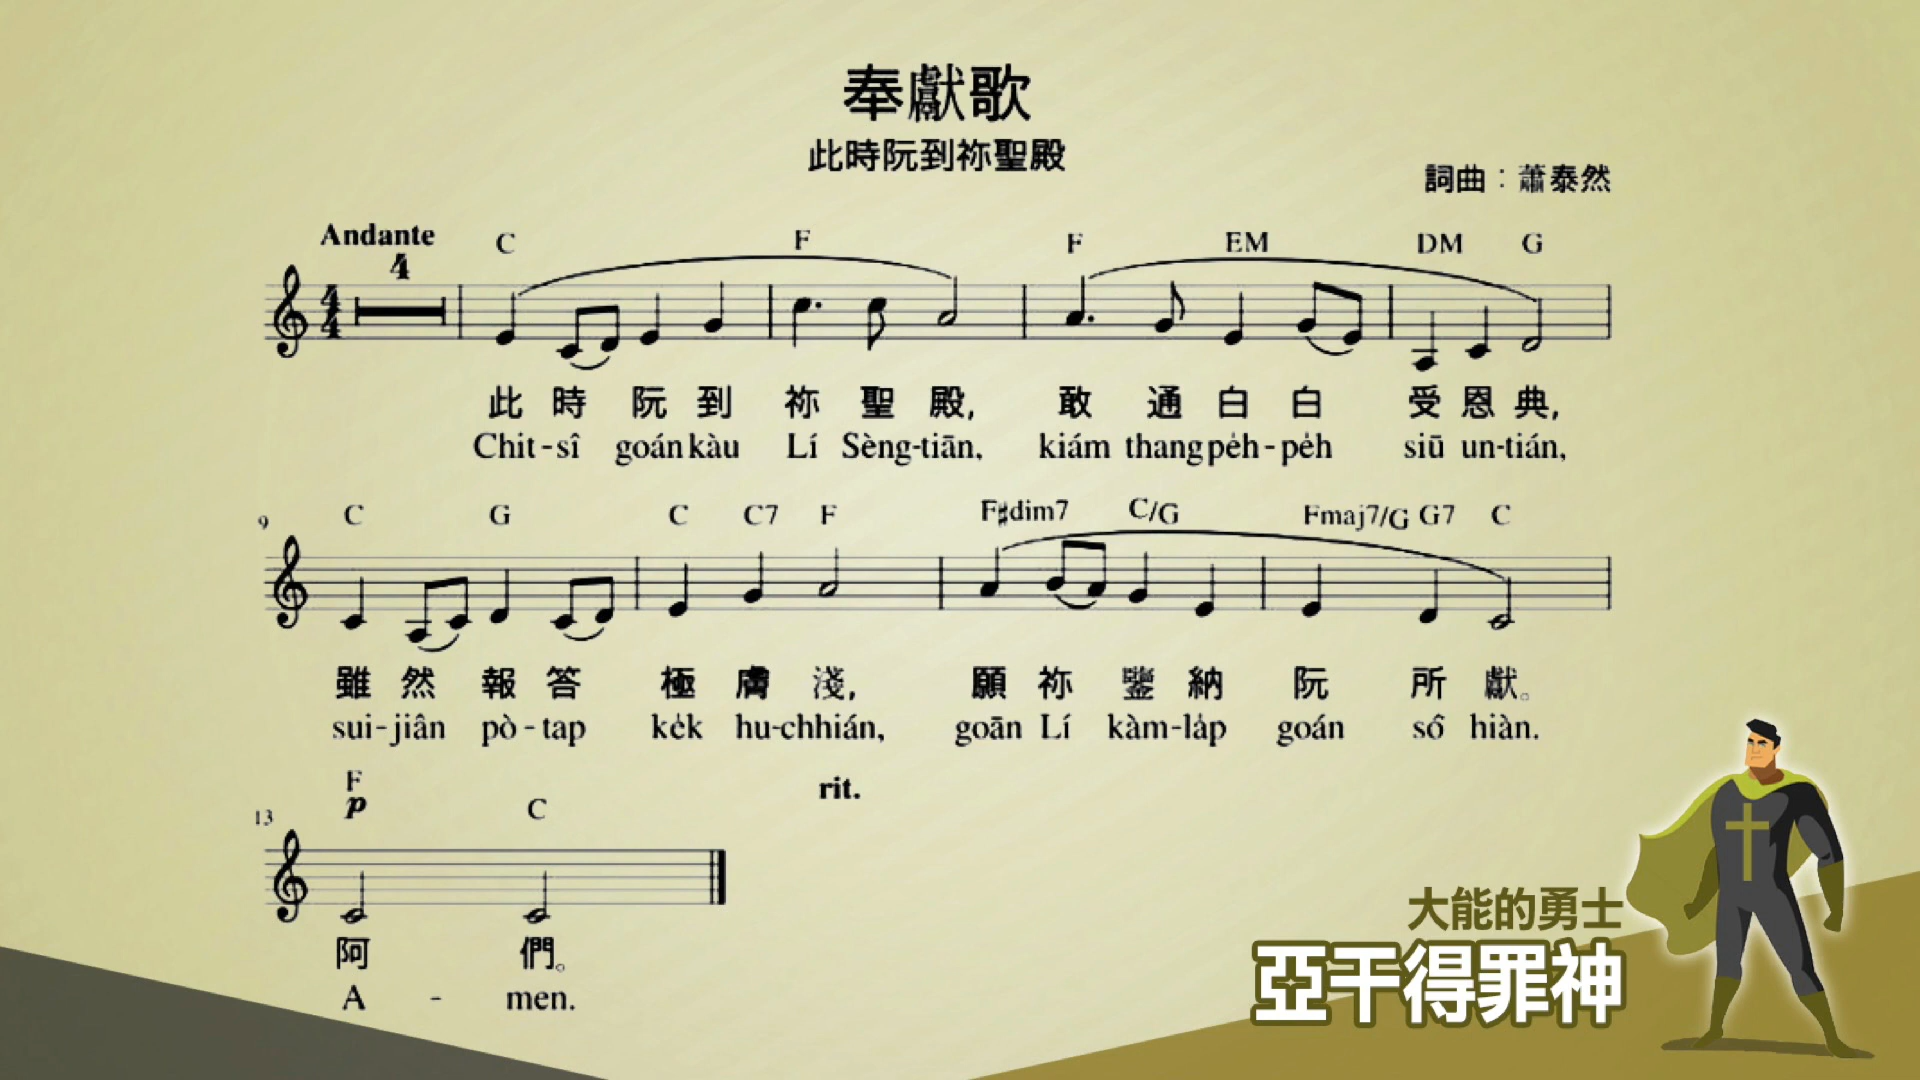 奉獻歌
此時阮到祢聖殿
詞曲：蕭泰然
Andante
4
C F F EM DM G
4
4
此時阮到祢聖殿, 敢通白白受恩典,
Chit-sî goán kàu Lí Sèng-tiān, kiám thang pe̍h-pe̍h siū un-tián,
9
C G C C7 F F♯dim7 C/G Fmaj7/G G7 C
雖然報答極膚淺, 願祢鑒納阮所獻。
sui-jiân pò-tap ke̍k hu-chhián, goān Lí kàm-la̍p goán số hiàn.
F rit.
p C
13
阿們。
A - men.
大能的勇士
亞干得罪神